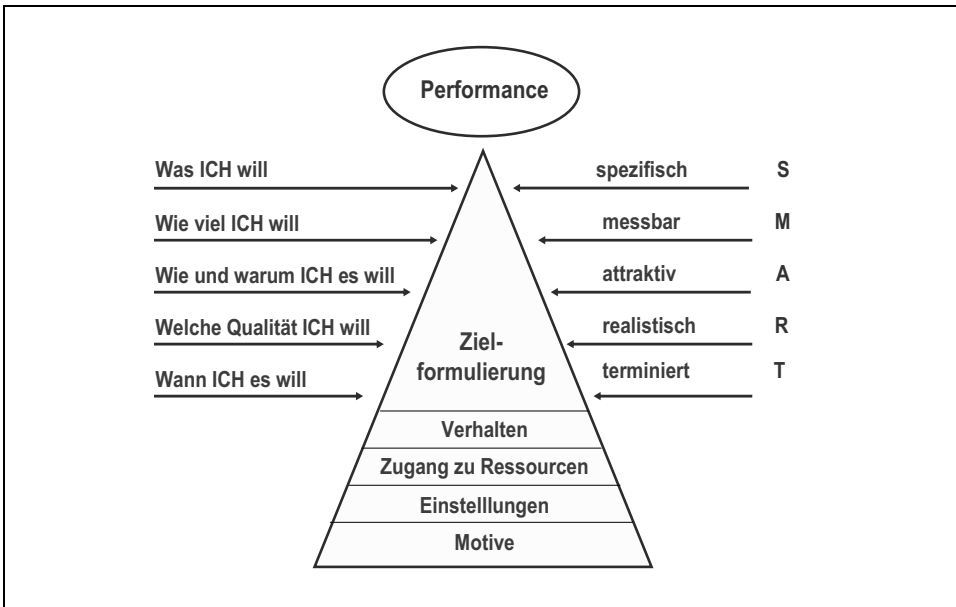 Performance
Was ICH will spezifisch S
Wie viel ICH will messbar M
Wie und warum ICH es will attraktiv A
Welche Qualität ICH will realistisch R
Ziel-
formulierung
Wann ICH es will terminiert T
Verhalten
Zugang zu Ressourcen
Einstelllungen
Motive